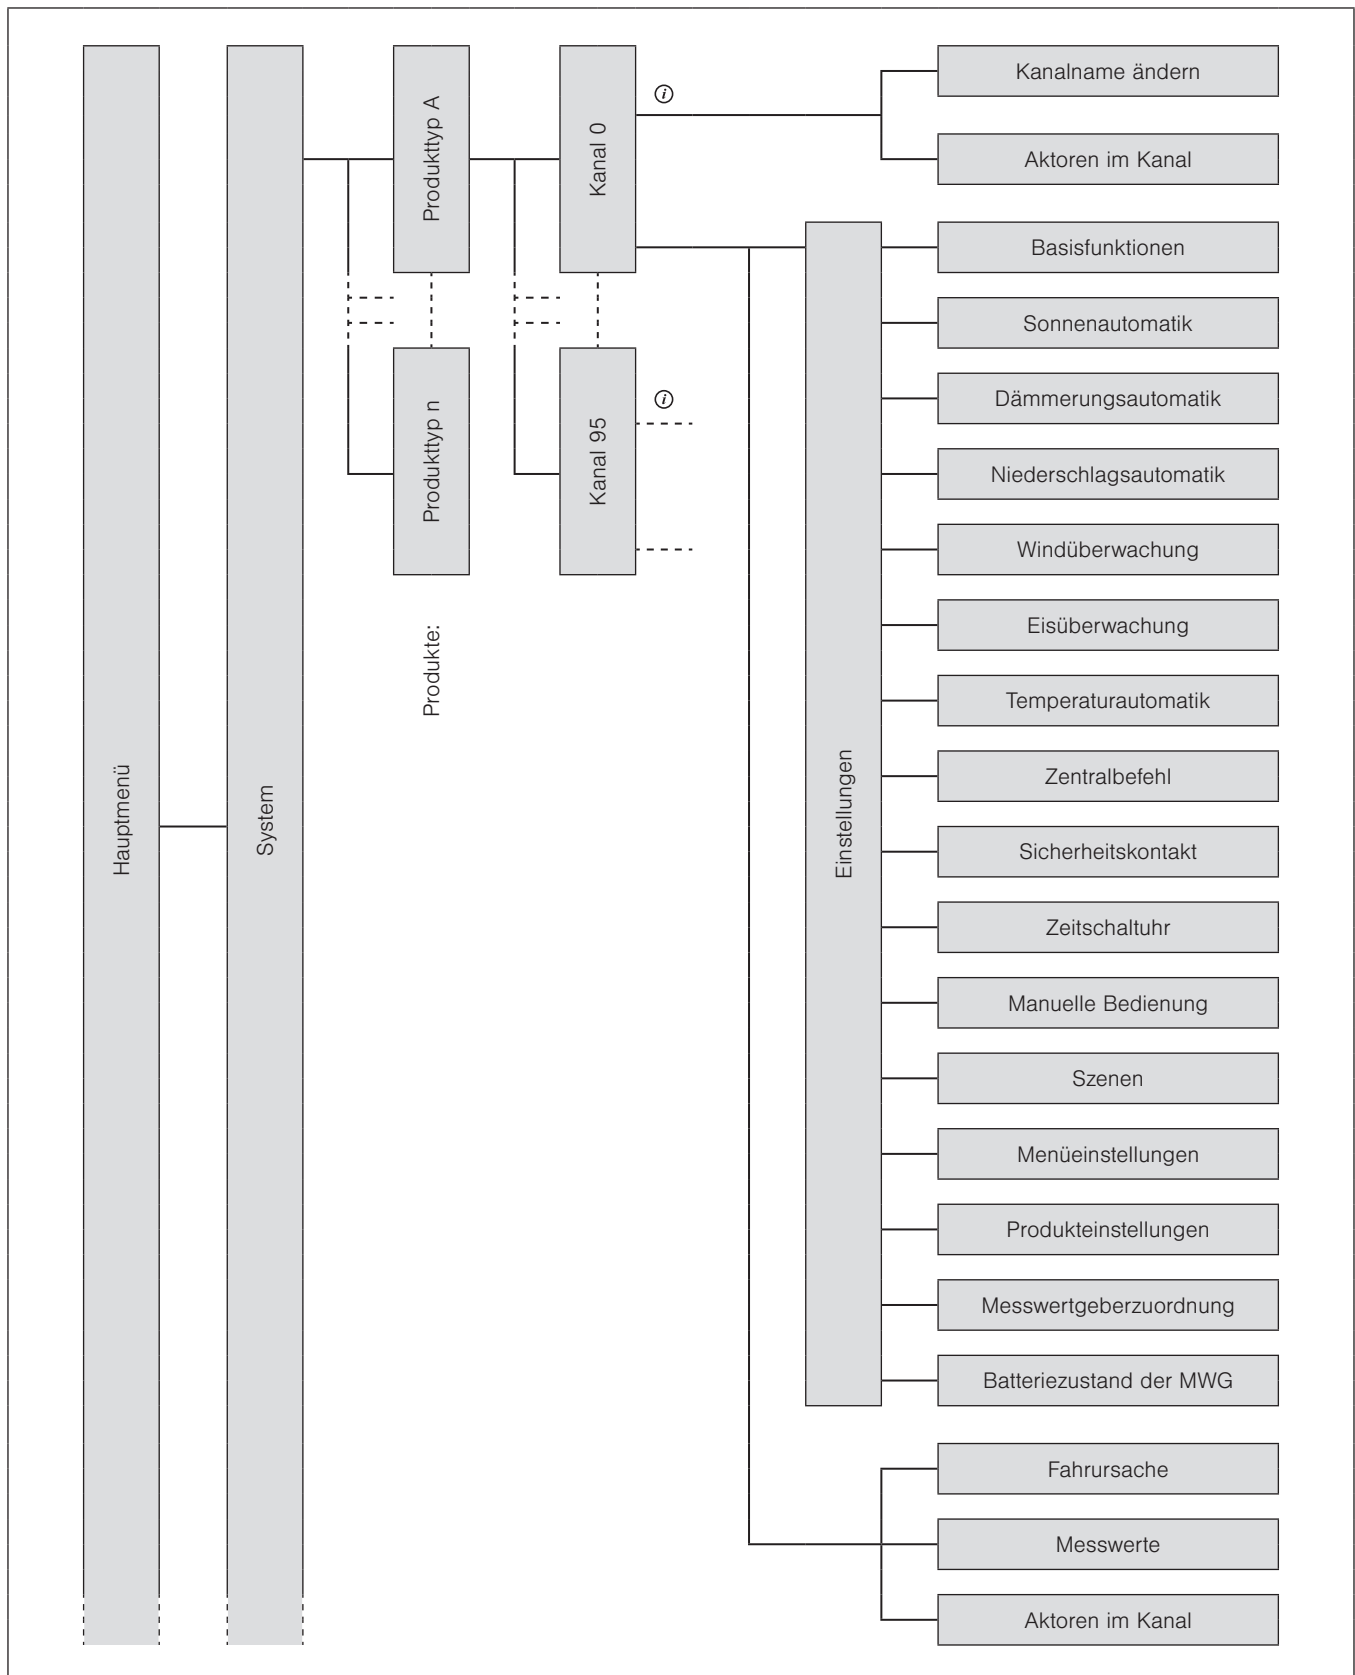 Hauptmenü
System
Produkttyp A
Produkttyp n
Produkte:
Kanal 0
Kanal 95
i
i
Kanalname ändern
Aktoren im Kanal
Einstellungen
Basisfunktionen
Sonnenautomatik
Dämmerungsautomatik
Niederschlagsautomatik
Windüberwachung
Eisüberwachung
Temperaturautomatik
Zentralbefehl
Sicherheitskontakt
Zeitschaltuhr
Manuelle Bedienung
Szenen
Menüeinstellungen
Produkteinstellungen
Messwertgeberzuordnung
Batteriezustand der MWG
Fahrursache
Messwerte
Aktoren im Kanal